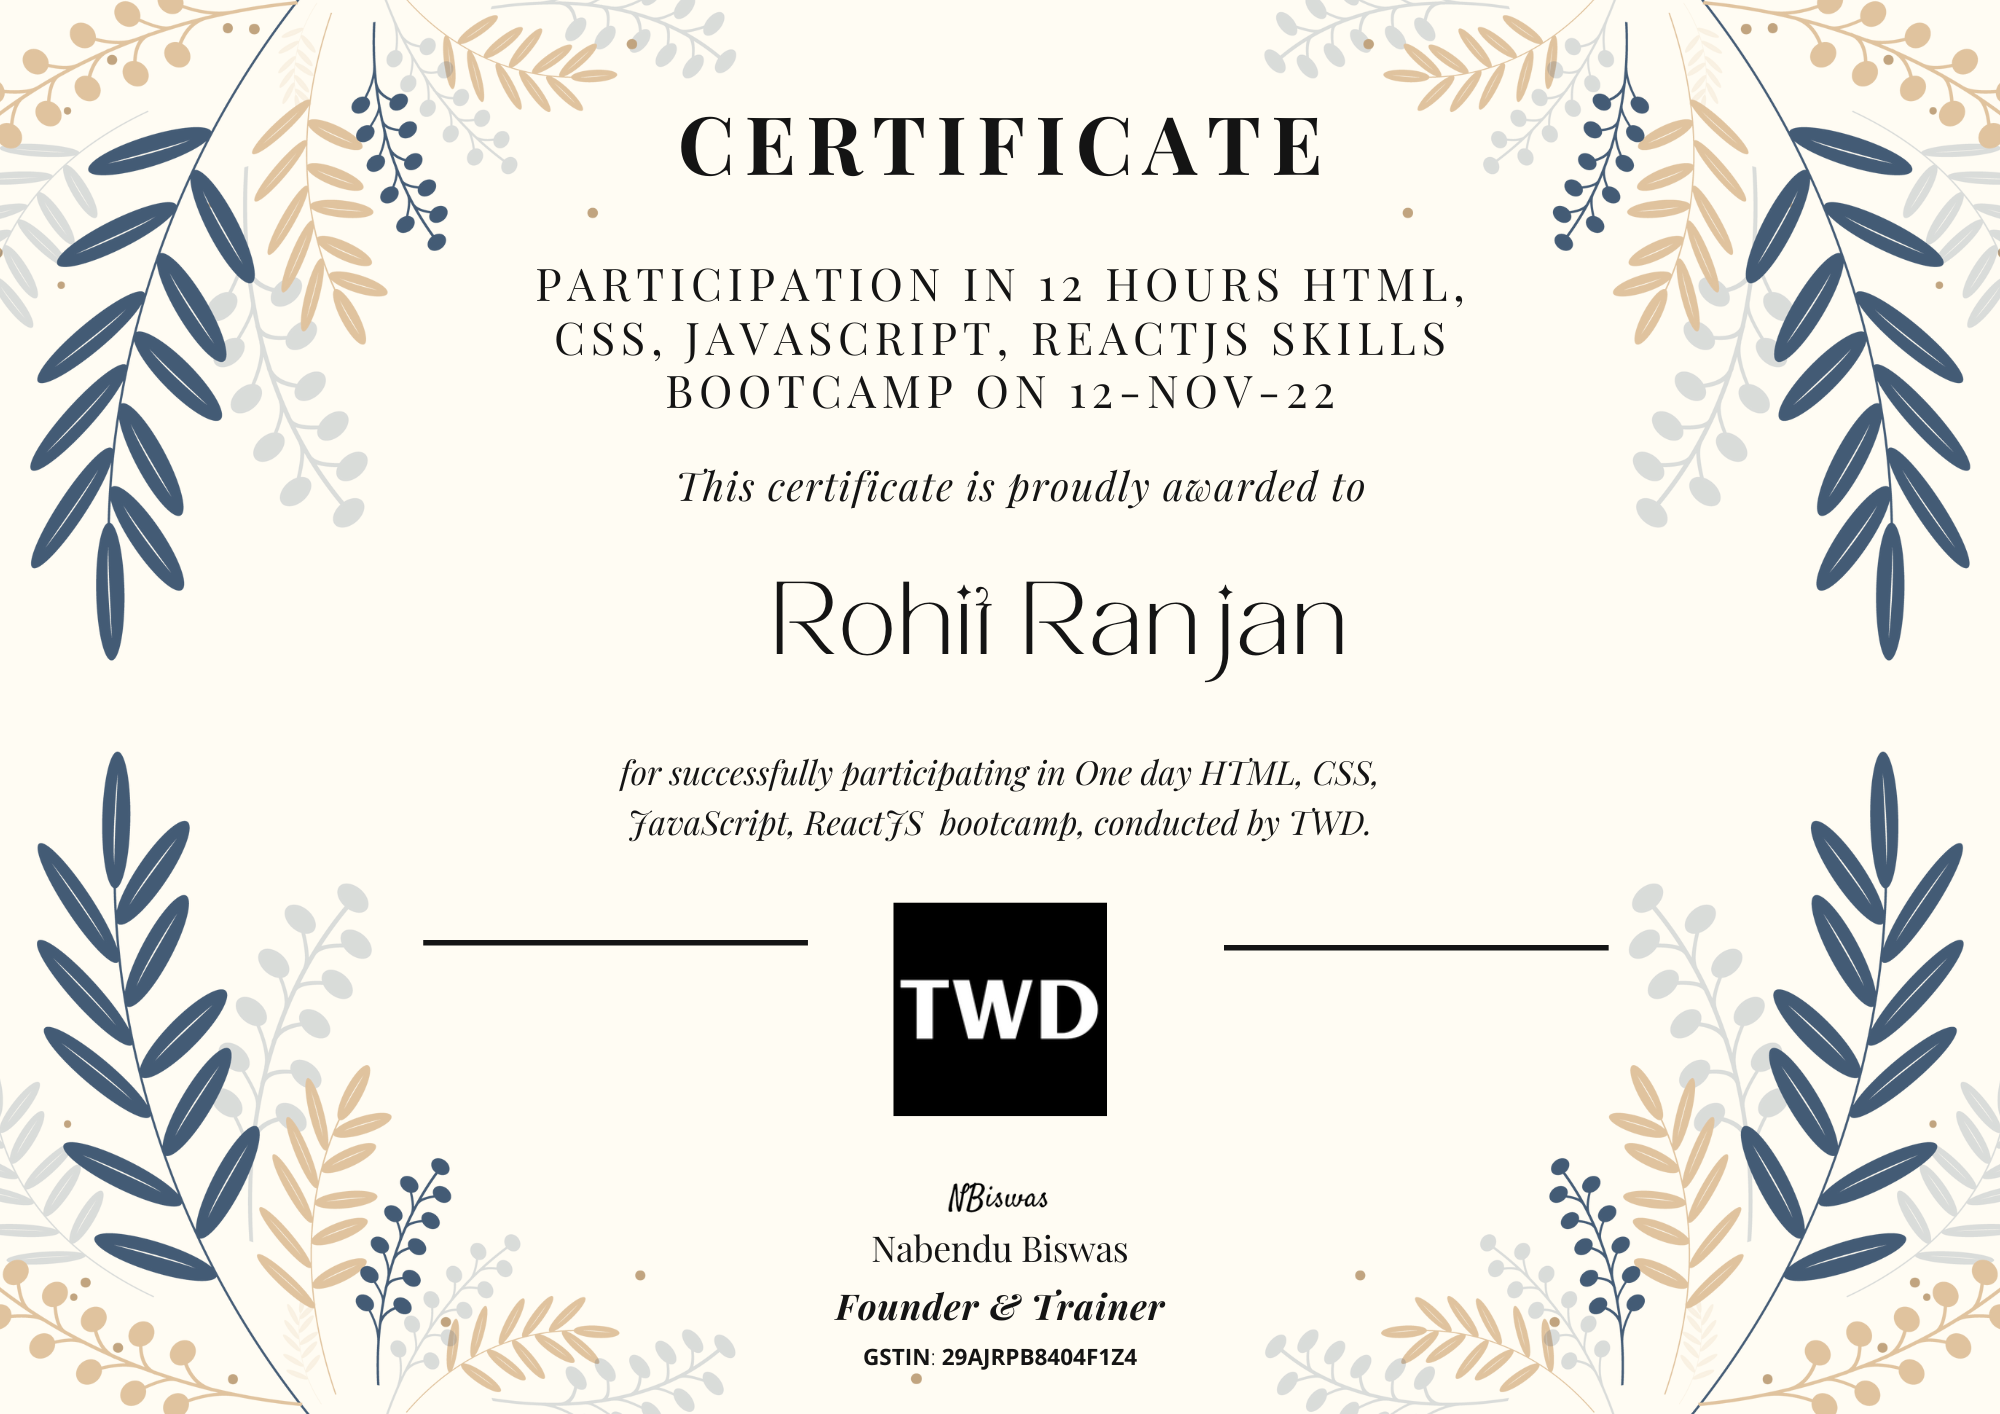 CERTIFICATE
PARTICIPATION IN 12 HOURS HTML,
CSS, JAVASCRIPT, REACTJS SKILLS
BOOTCAMP ON 12-NOV-22
This certificate is proudly awarded to
Rohit Ranjan
for successfully participating in One day HTML, CSS,
JavaScript, ReactJS bootcamp, conducted by TWD.
TWD
NBiswas
Nabendu Biswas
Founder & Trainer
GSTIN: 29AJRPB8404F1Z4